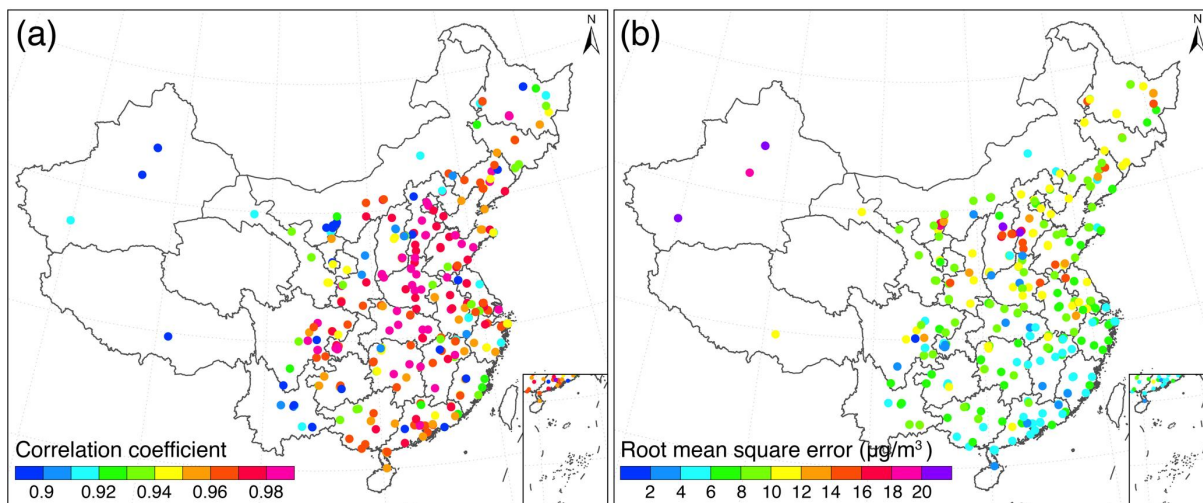 (a)
N
Correlation coefficient
0.9 0.92 0.94 0.96 0.98
(b)
N
Root mean square error (μg/m³)
2 4 6 8 10 12 14 16 18 20